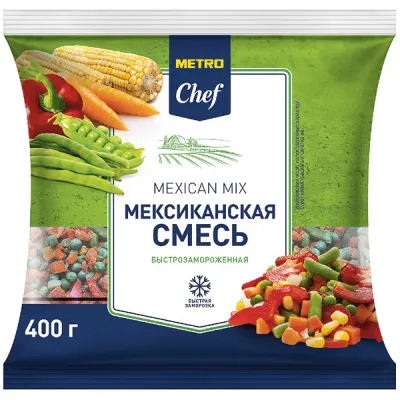 METRO
Chef
MEXICAN MIX
МЕКСИКАНСКАЯ
СМЕСЬ
БЫСТРОЗАМОРОЖЕННАЯ
БЫСТРАЯ
ЗАМОРОЗКА
400 г